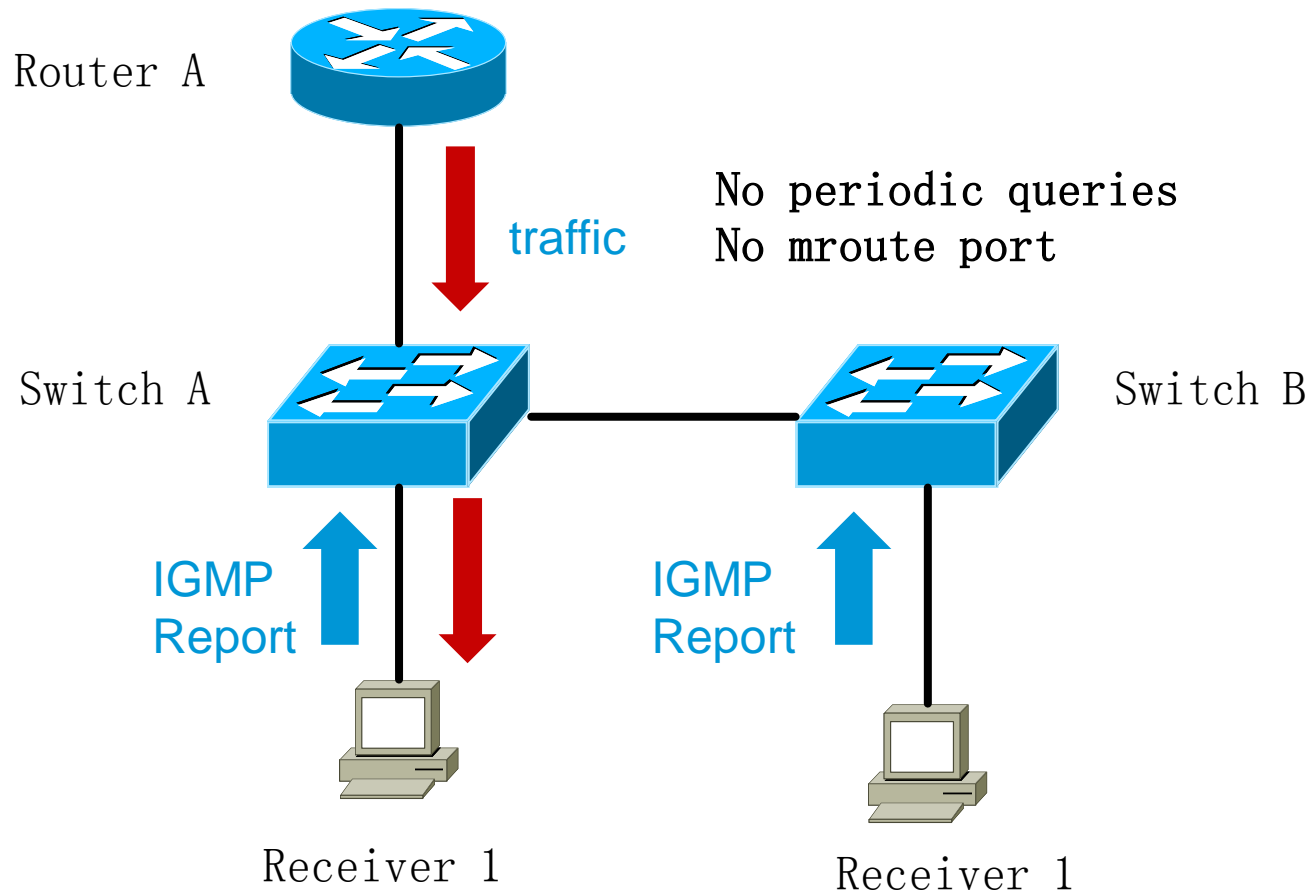 Router A
traffic
No periodic queries
No mroute port
Switch A
Switch B
IGMP
Report
IGMP
Report
Receiver 1
Receiver 1